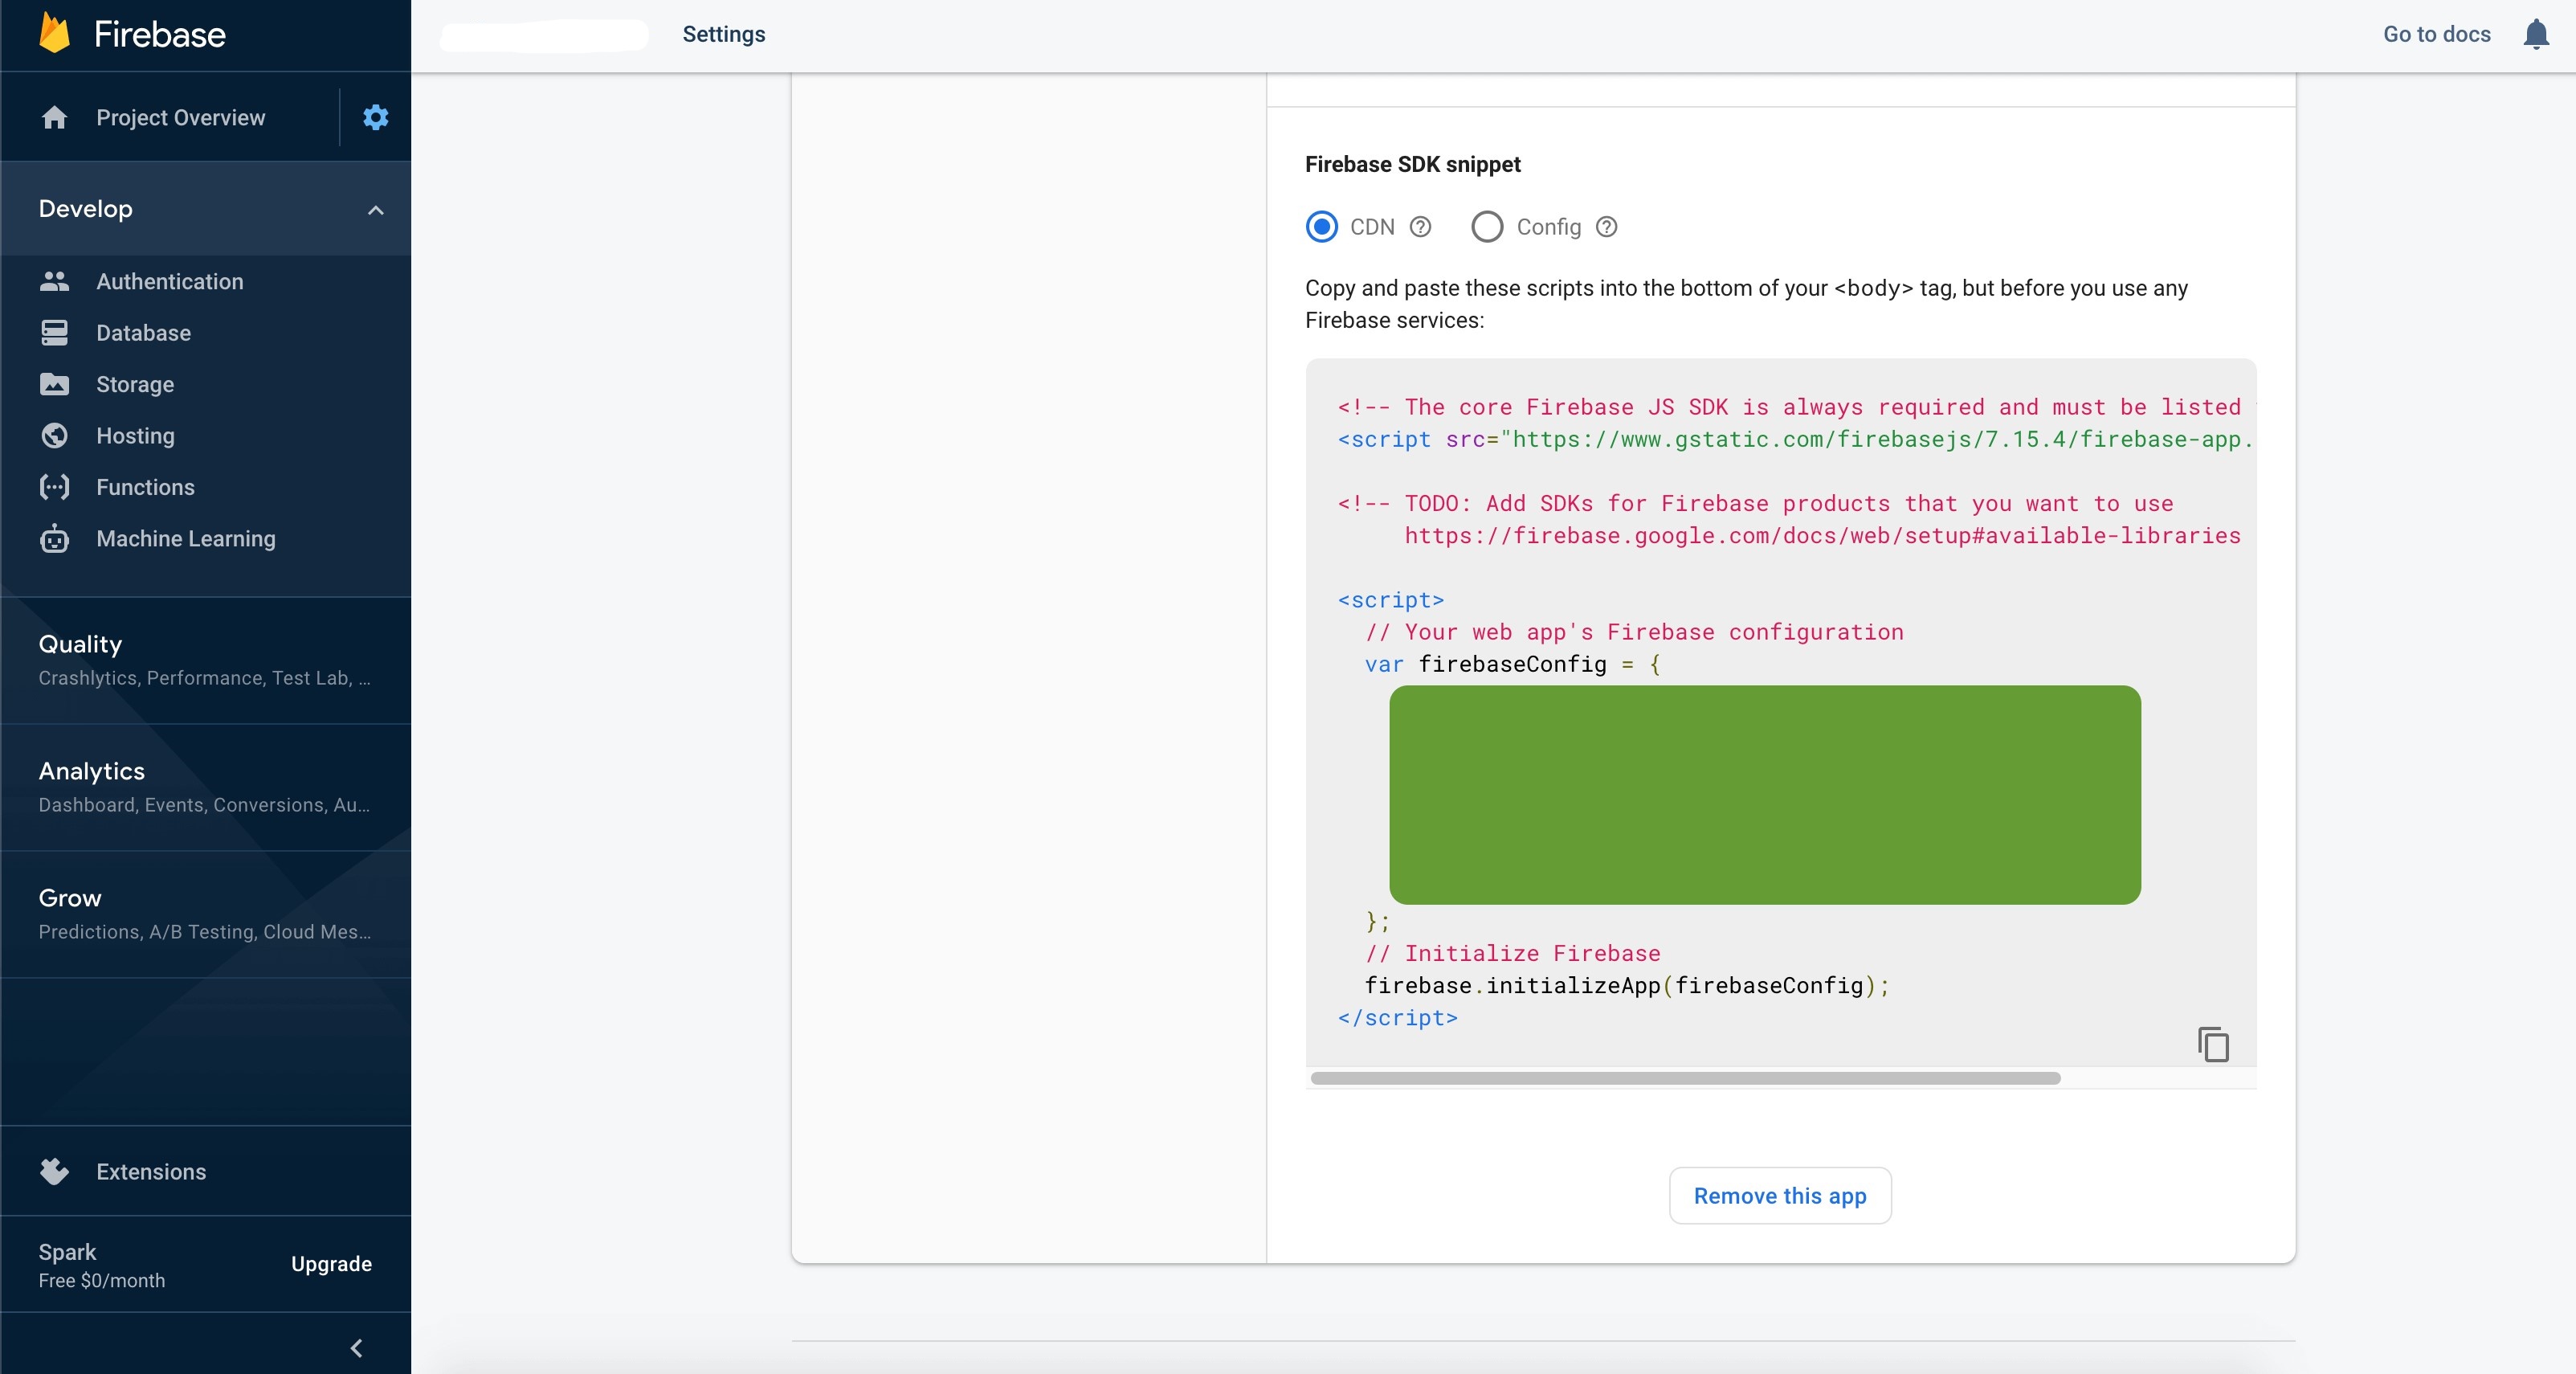 Firebase
Project Overview
Develop
Authentication
Database
Storage
Hosting
Functions
Machine Learning
Quality
Crashlytics, Performance, Test Lab, …
Analytics
Dashboard, Events, Conversions, Au…
Grow
Predictions, A/B Testing, Cloud Mes…
Extensions
Spark
Free $0/month
Upgrade
Settings
Go to docs
Firebase SDK snippet
CDN
Config
Copy and paste these scripts into the bottom of your <body> tag, but before you use any
Firebase services:
<!-- The core Firebase JS SDK is always required and must be listed
<script src="https://www.gstatic.com/firebasejs/7.15.4/firebase-app.
<!-- TODO: Add SDKs for Firebase products that you want to use
https://firebase.google.com/docs/web/setup#available-libraries
<script>
// Your web app's Firebase configuration
var firebaseConfig = {
};
// Initialize Firebase
firebase.initializeApp(firebaseConfig);
</script>
Remove this app